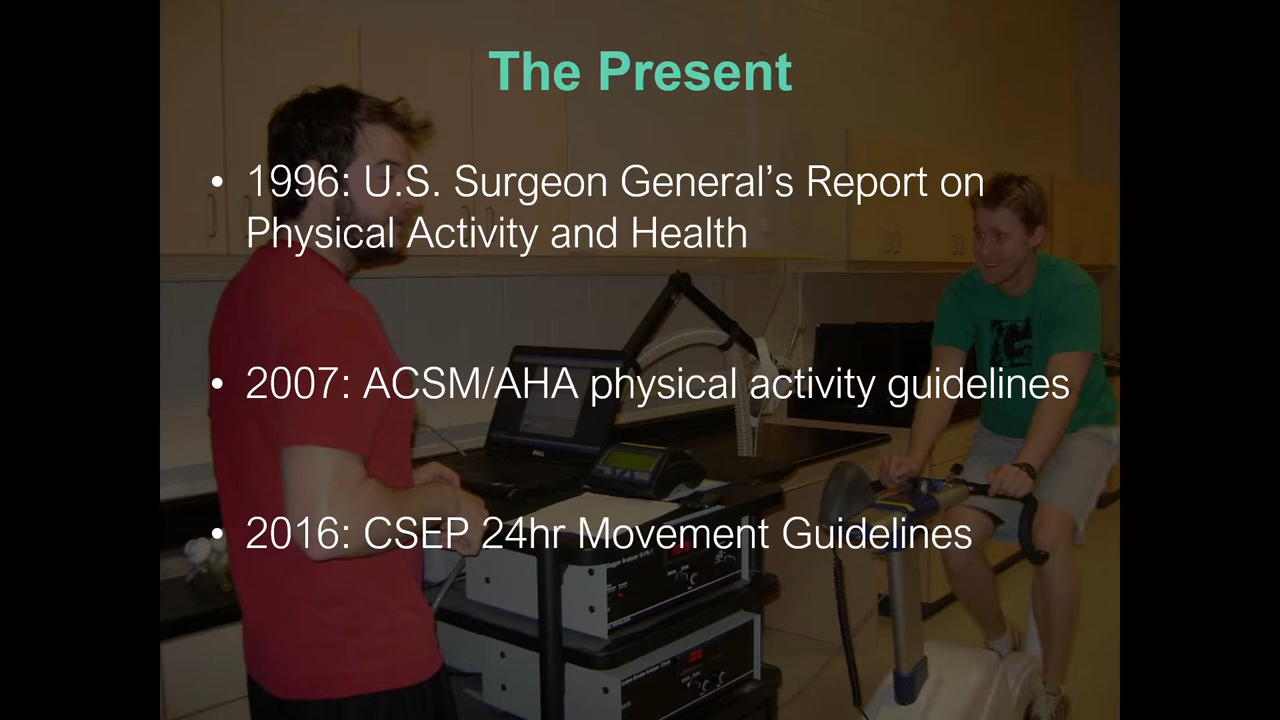 The Present
• 1996: U.S. Surgeon General’s Report on
Physical Activity and Health
• 2007: ACSM/AHA physical activity guidelines
DELL
• 2016: CSEP 24hr Movement Guidelines